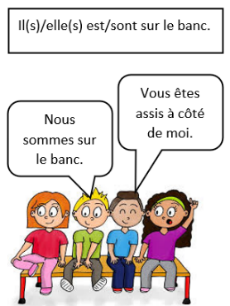 Il(s)/elle(s) est/sont sur le banc.
Vous êtes
assis à côté
de moi.
Nous
sommes sur
le banc.